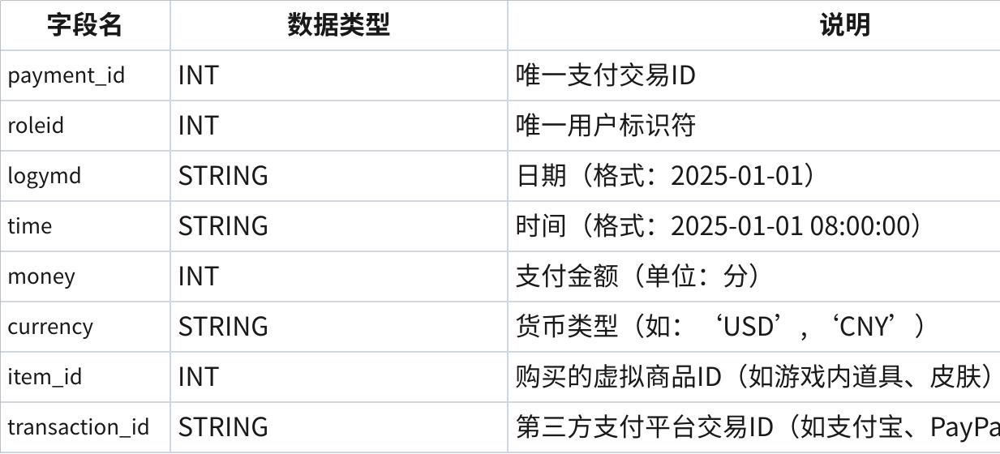 字段名 数据类型 说明
payment_id INT 唯一支付交易ID
roleid INT 唯一用户标识符
logymd STRING 日期（格式：2025-01-01）
time STRING 时间（格式：2025-01-01 08:00:00）
money INT 支付金额（单位：分）
currency STRING 货币类型（如：‘USD’, ‘CNY’）
item_id INT 购买的虚拟商品ID（如游戏内道具、皮肤）
transaction_id STRING 第三方支付平台交易ID（如支付宝、PayPa